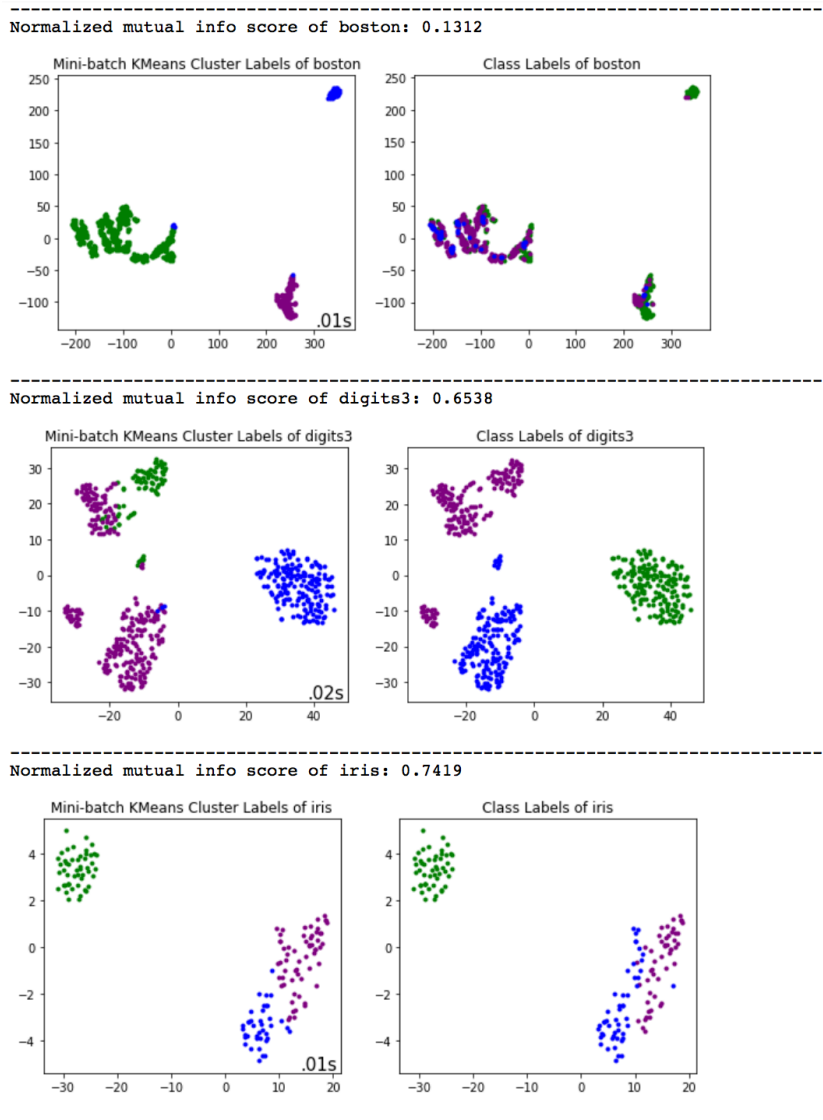 Normalized mutual info score of boston: 0.1312
Mini-batch KMeans Cluster Labels of boston
250
200
150
100
50
0
−50
−100
.01s
−200 −100 0 100 200 300
Class Labels of boston
250
200
150
100
50
0
−50
−100
−200 −100 0 100 200 300
Normalized mutual info score of digits3: 0.6538
Mini-batch KMeans Cluster Labels of digits3
30
20
10
0
−10
−20
−30
.02s
−20 0 20 40
Class Labels of digits3
30
20
10
0
−10
−20
−30
−20 0 20 40
Normalized mutual info score of iris: 0.7419
Mini-batch KMeans Cluster Labels of iris
4
2
0
−2
−4
.01s
−30 −20 −10 0 10 20
Class Labels of iris
4
2
0
−2
−4
−30 −20 −10 0 10 20